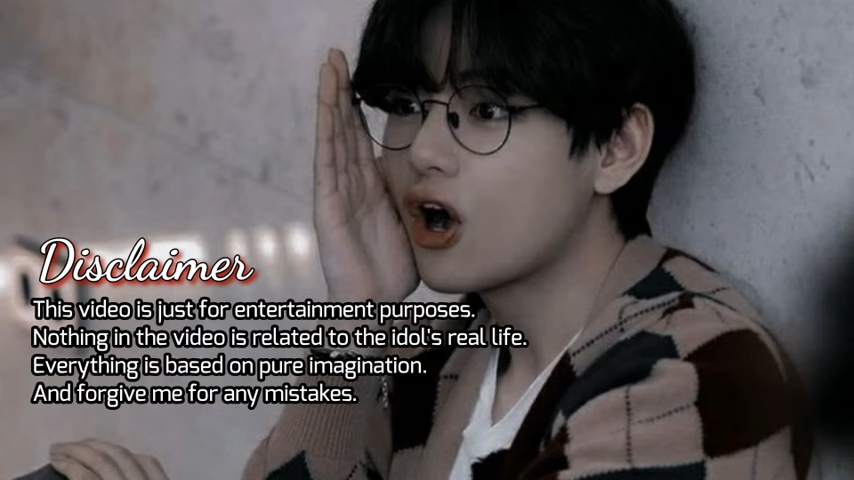 Disclaimer
This video is just for entertainment purposes.
Nothing in the video is related to the idol's real life.
Everything is based on pure imagination.
And forgive me for any mistakes.